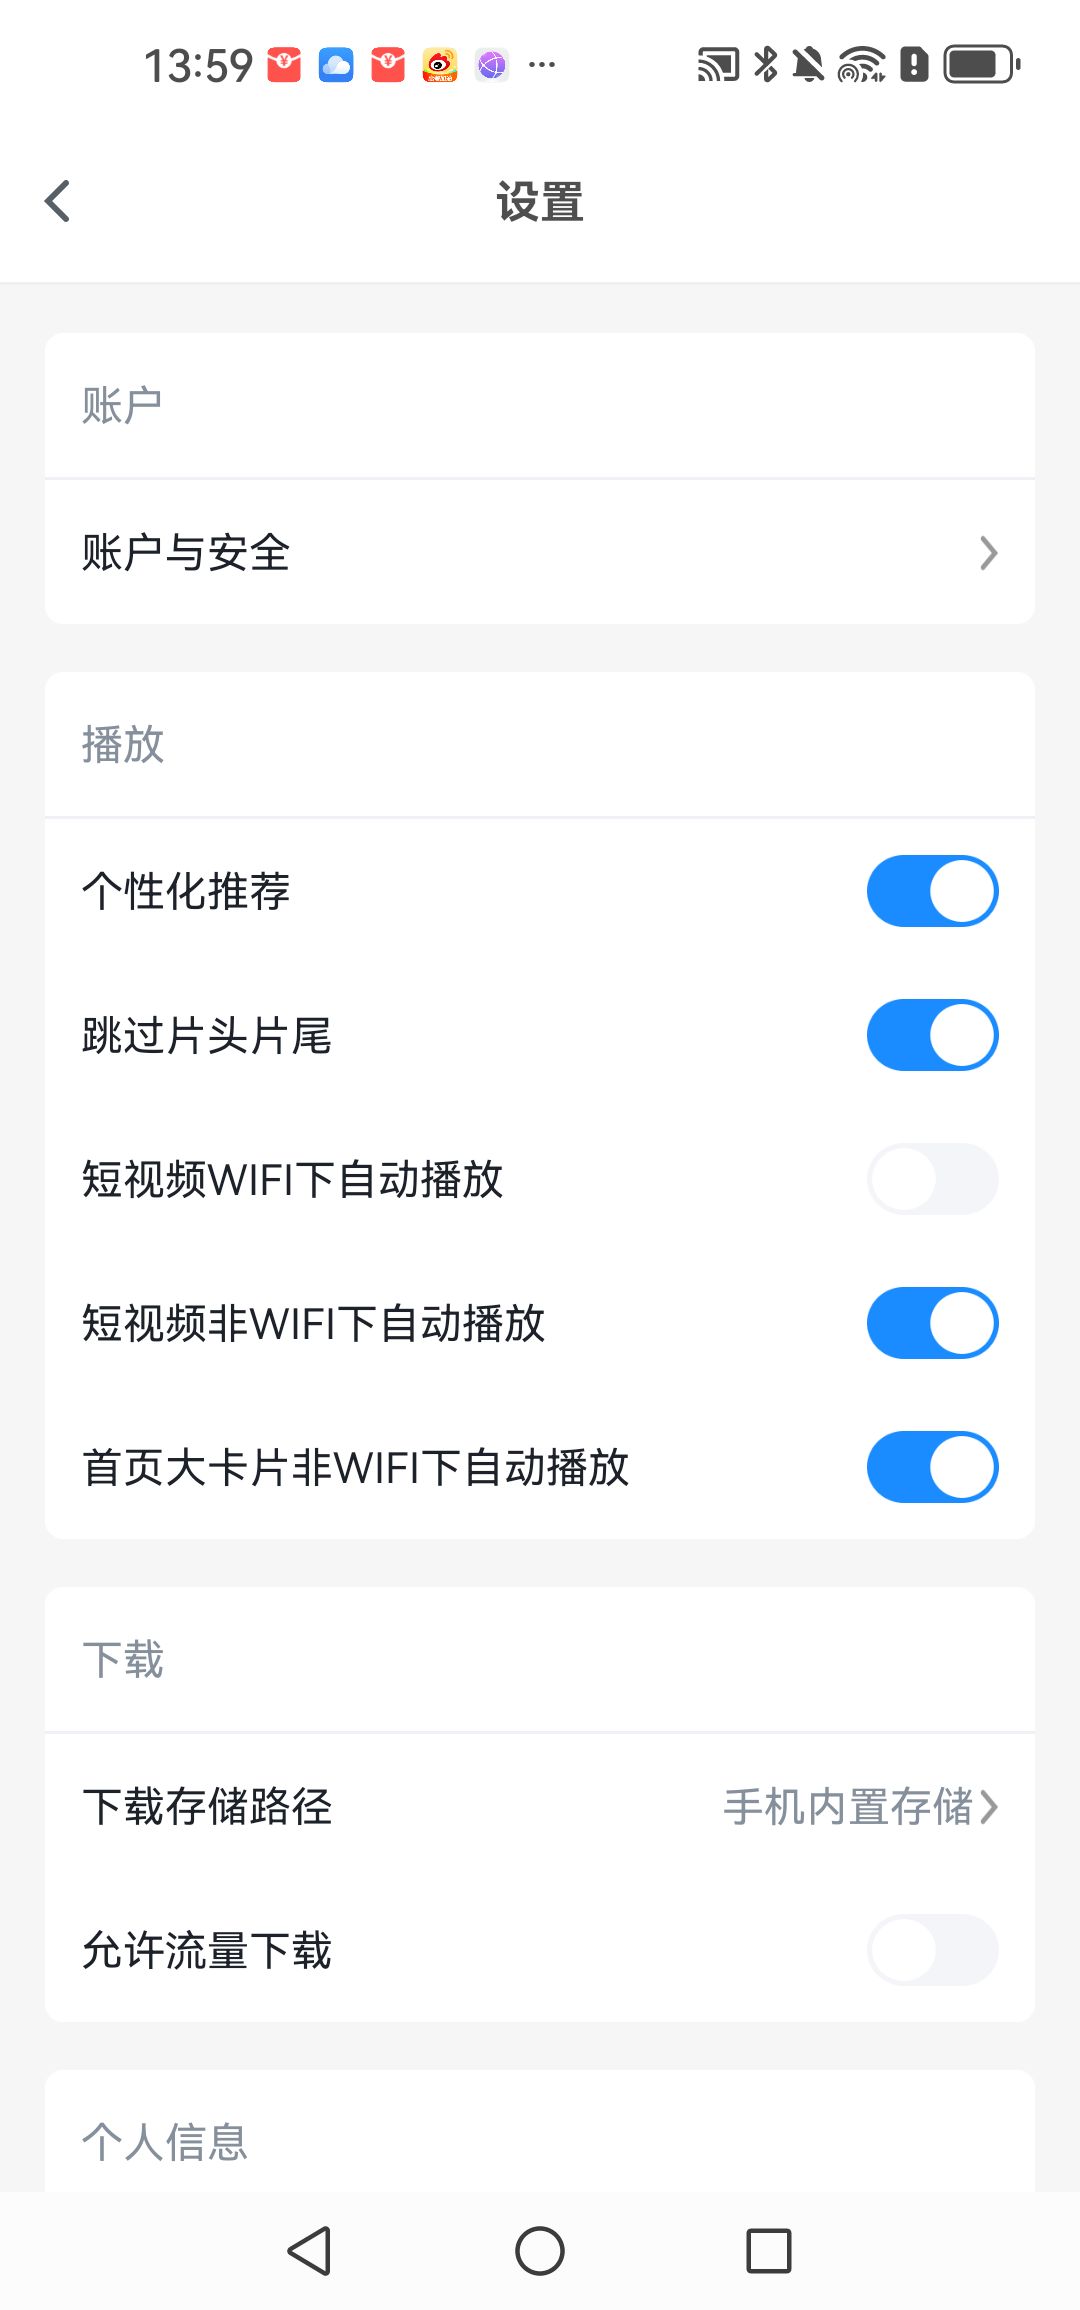 13:59
设置
账户
账户与安全
播放
个性化推荐
跳过片头片尾
短视频WIFI下自动播放
短视频非WIFI下自动播放
首页大卡片非WIFI下自动播放
下载
下载存储路径 手机内置存储
允许流量下载
个人信息